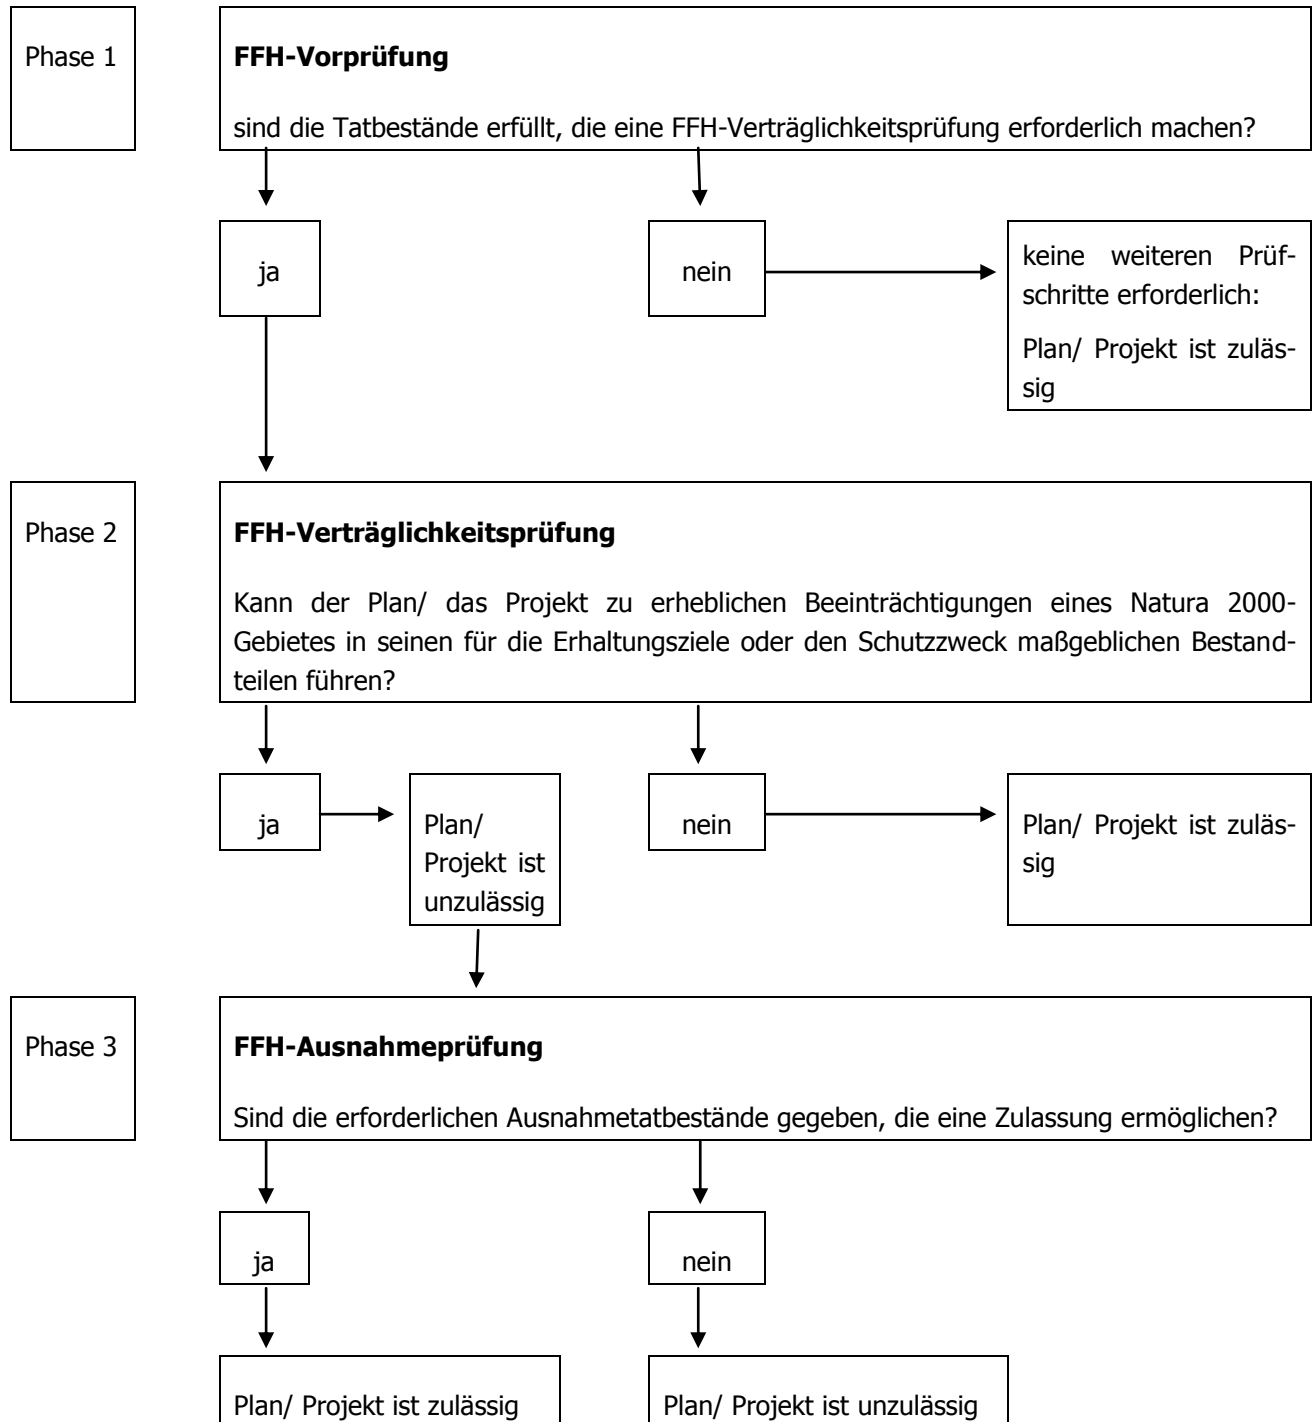 Phase 1
FFH-Vorprüfung
sind die Tatbestände erfüllt, die eine FFH-Verträglichkeitsprüfung erforderlich machen?
ja
nein
keine weiteren Prüf-
schritte erforderlich:
Plan/ Projekt ist zuläs-
sig
Phase 2
FFH-Verträglichkeitsprüfung
Kann der Plan/ das Projekt zu erheblichen Beeinträchtigungen eines Natura 2000-
Gebietes in seinen für die Erhaltungsziele oder den Schutzzweck maßgeblichen Bestand-
teilen führen?
ja
Plan/
Projekt ist
unzulässig
nein
Plan/ Projekt ist zuläs-
sig
Phase 3
FFH-Ausnahmeprüfung
Sind die erforderlichen Ausnahmetatbestände gegeben, die eine Zulassung ermöglichen?
ja
nein
Plan/ Projekt ist zulässig
Plan/ Projekt ist unzulässig